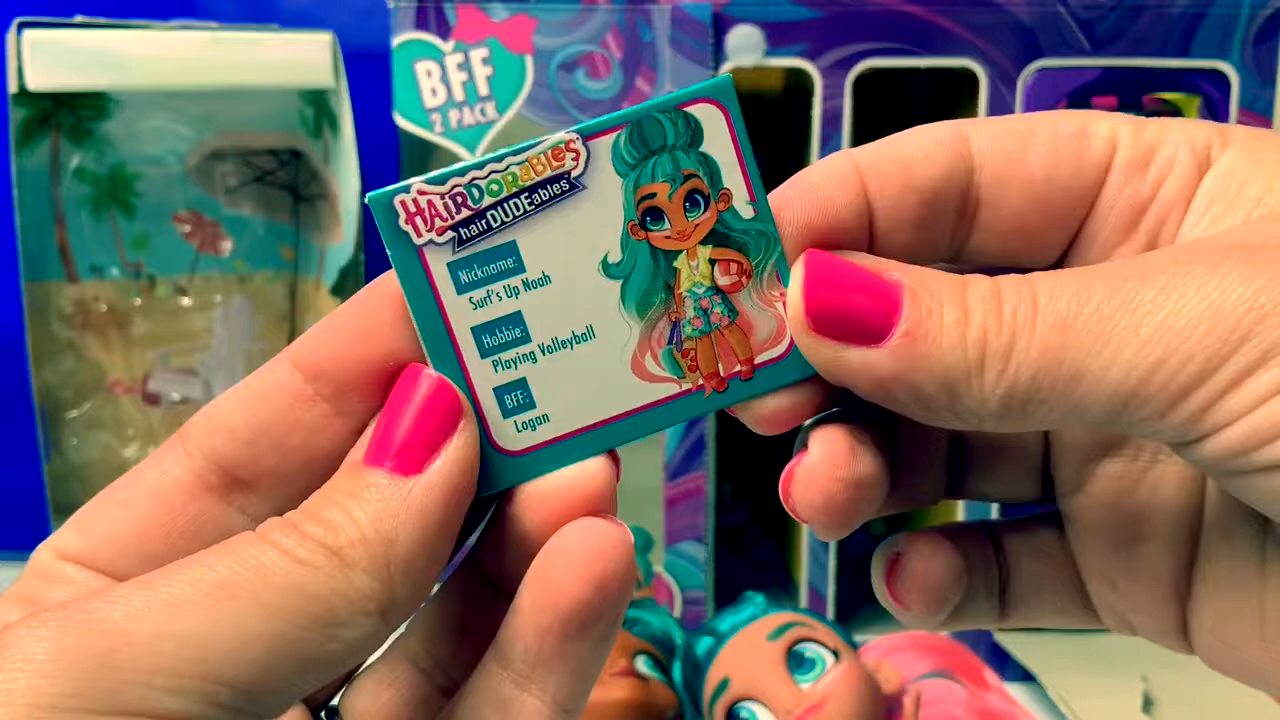 BFF
2 PACK
HAIRDORABLES
hairDUDEables
Nickname:
Surf's Up Noah
Hobbie:
Playing Volleyball
BFF:
Logan